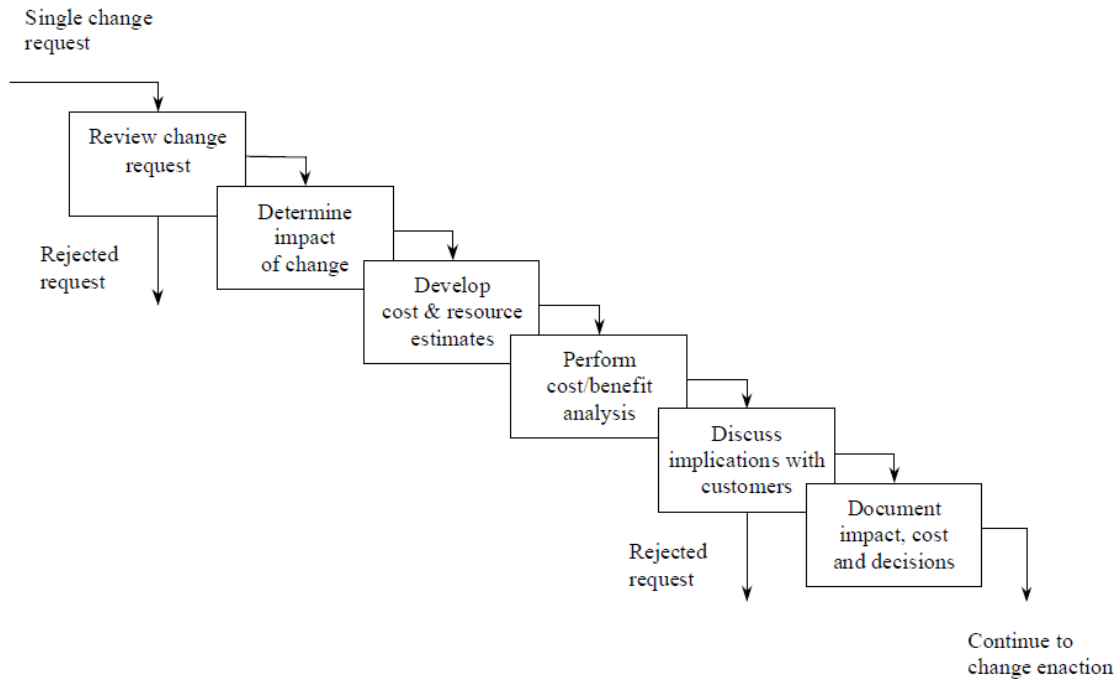 Single change
request
Review change
request
Rejected
request
Determine
impact
of change
Develop
cost & resource
estimates
Perform
cost/benefit
analysis
Discuss
implications with
customers
Rejected
request
Document
impact, cost
and decisions
Continue to
change enaction